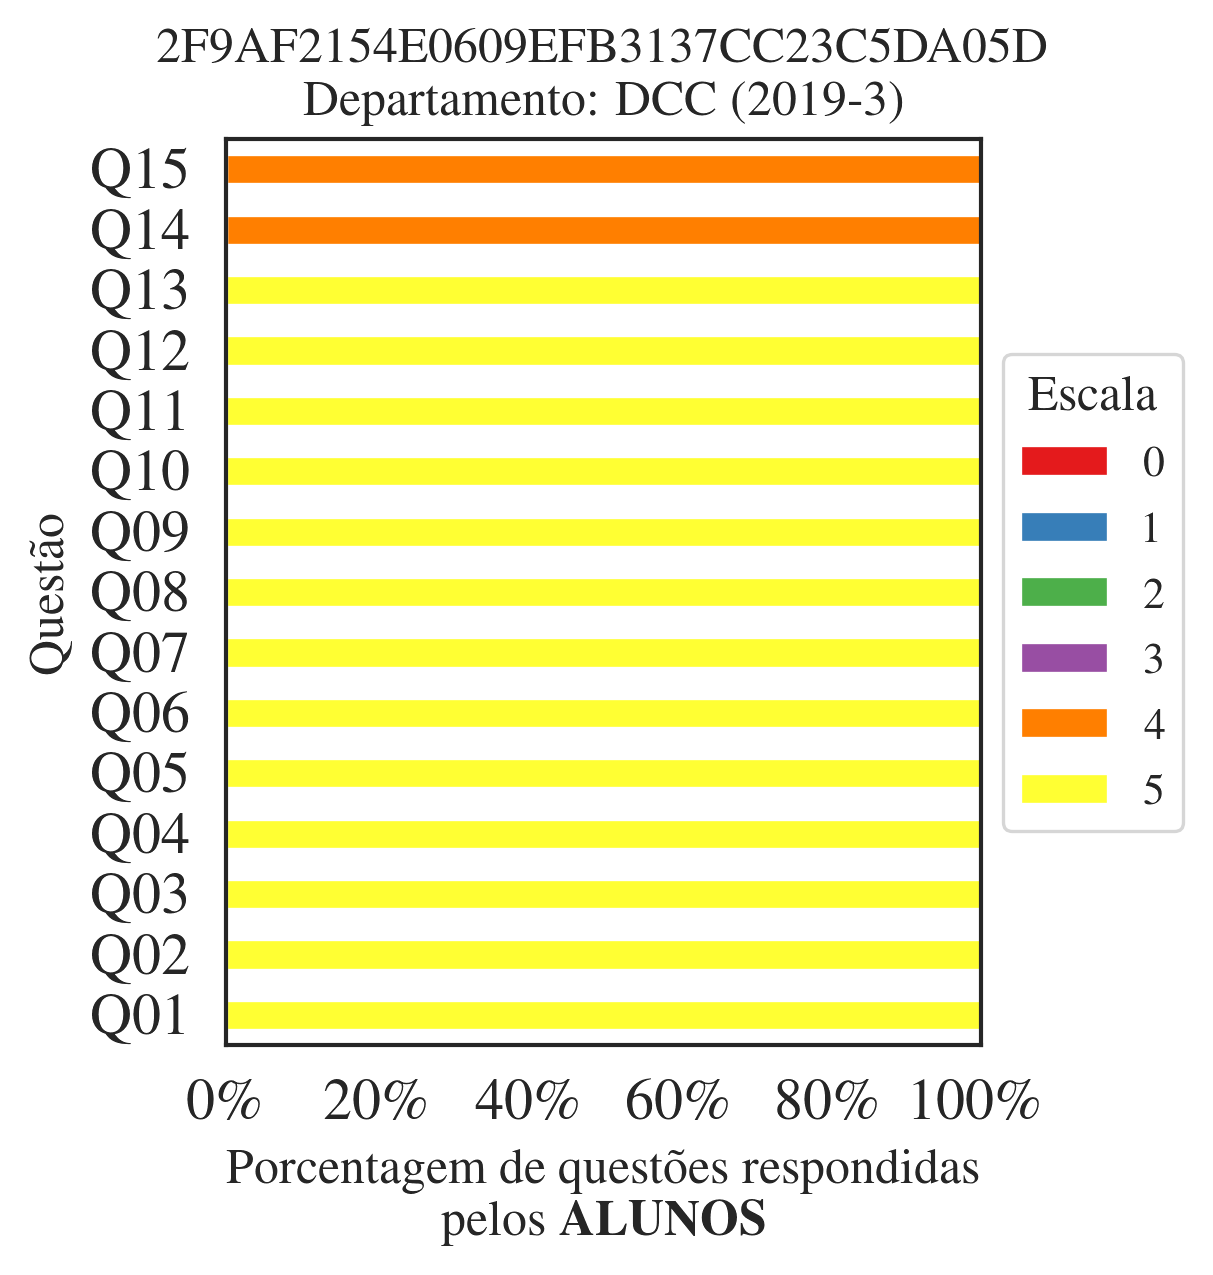 2F9AF2154E0609EFB3137CC23C5DA05D
Departamento: DCC (2019-3)
Q15
Q14
Q13
Q12
Q11
Q10
Q09
Q08
Q07
Q06
Q05
Q04
Q03
Q02
Q01
Questão
0% 20% 40% 60% 80% 100%
Porcentagem de questões respondidas
pelos ALUNOS
Escala
0
1
2
3
4
5